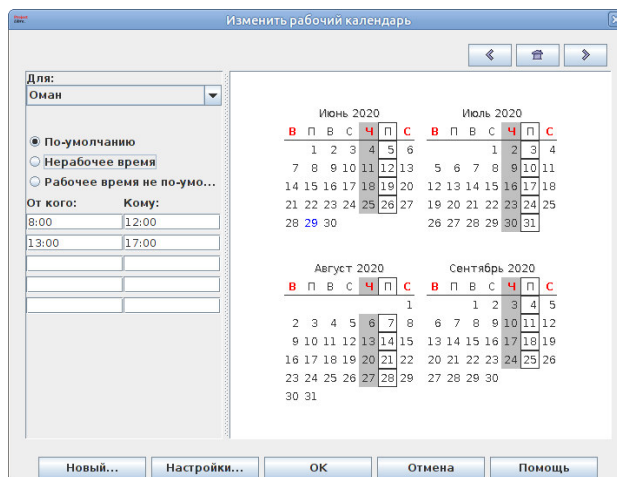 Изменить рабочий календарь
Для:
Оман
По-умолчанию
Нерабочее время
Рабочее время не по-умо...
От кого: Кому:
8:00 12:00
13:00 17:00
Июнь 2020 Июль 2020
В П В С Ч П С В П В С Ч П С
1 2 3 4 5 6 1 2 3 4
7 8 9 10 11 12 13 5 6 7 8 9 10 11
14 15 16 17 18 19 20 12 13 14 15 16 17 18
21 22 23 24 25 26 27 19 20 21 22 23 24 25
28 29 30 26 27 28 29 30 31
Август 2020 Сентябрь 2020
В П В С Ч П С В П В С Ч П С
1 1 2 3 4 5
2 3 4 5 6 7 8 6 7 8 9 10 11 12
9 10 11 12 13 14 15 13 14 15 16 17 18 19
16 17 18 19 20 21 22 20 21 22 23 24 25 26
23 24 25 26 27 28 29 27 28 29 30
30 31
Новый... Настройки... OK Отмена Помощь